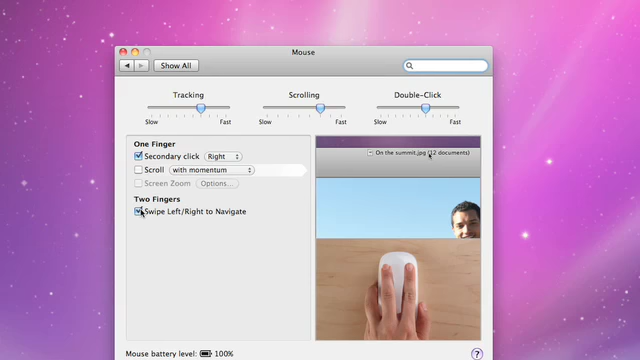 Mouse
Show All
Tracking
Scrolling
Double-Click
Slow Fast
Slow Fast
Slow Fast
One Finger
Secondary click Right
Scroll with momentum
Screen Zoom Options...
Two Fingers
Swipe Left/Right to Navigate
On the summit.jpg (12 documents)
Mouse battery level: 100%
?